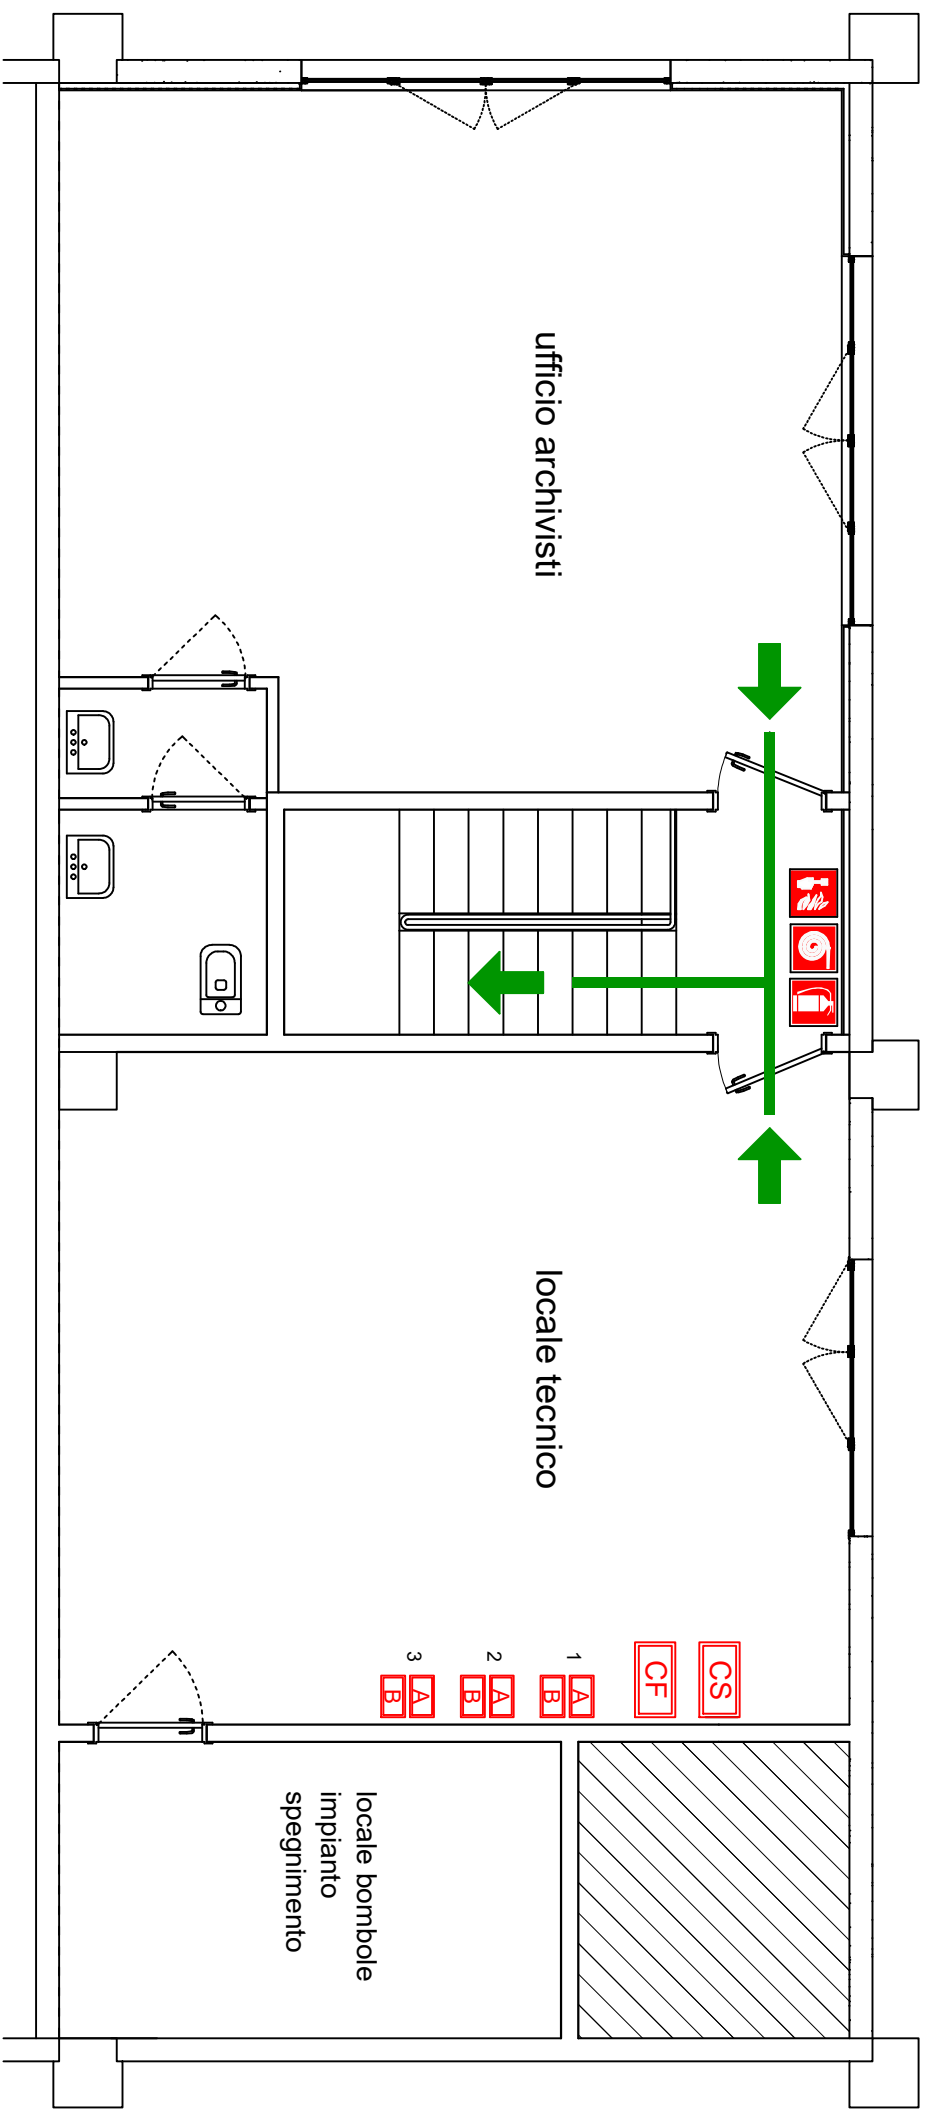 ufficio archivisti
locale tecnico
CS
CF
1
A
B
2
A
B
3
A
B
locale bombole
impianto
spegnimento